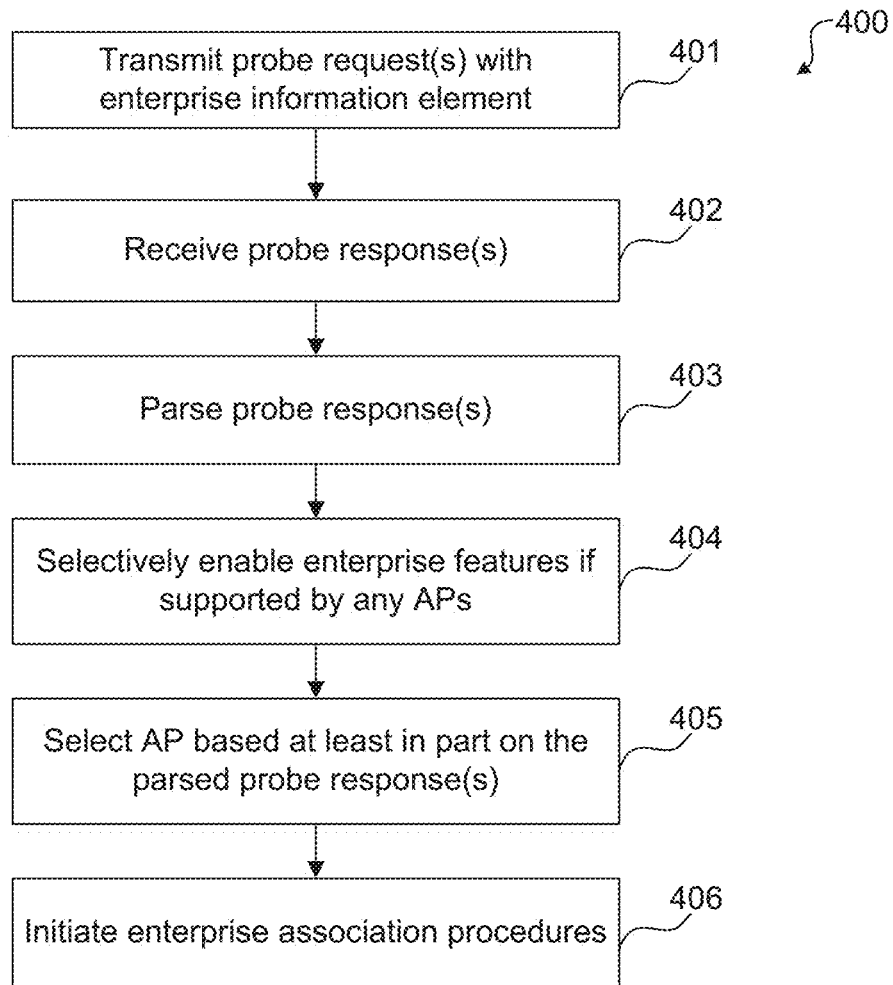 400
Transmit probe request(s) with
enterprise information element
401
Receive probe response(s)
402
Parse probe response(s)
403
Selectively enable enterprise features if
supported by any APs
404
Select AP based at least in part on the
parsed probe response(s)
405
Initiate enterprise association procedures
406